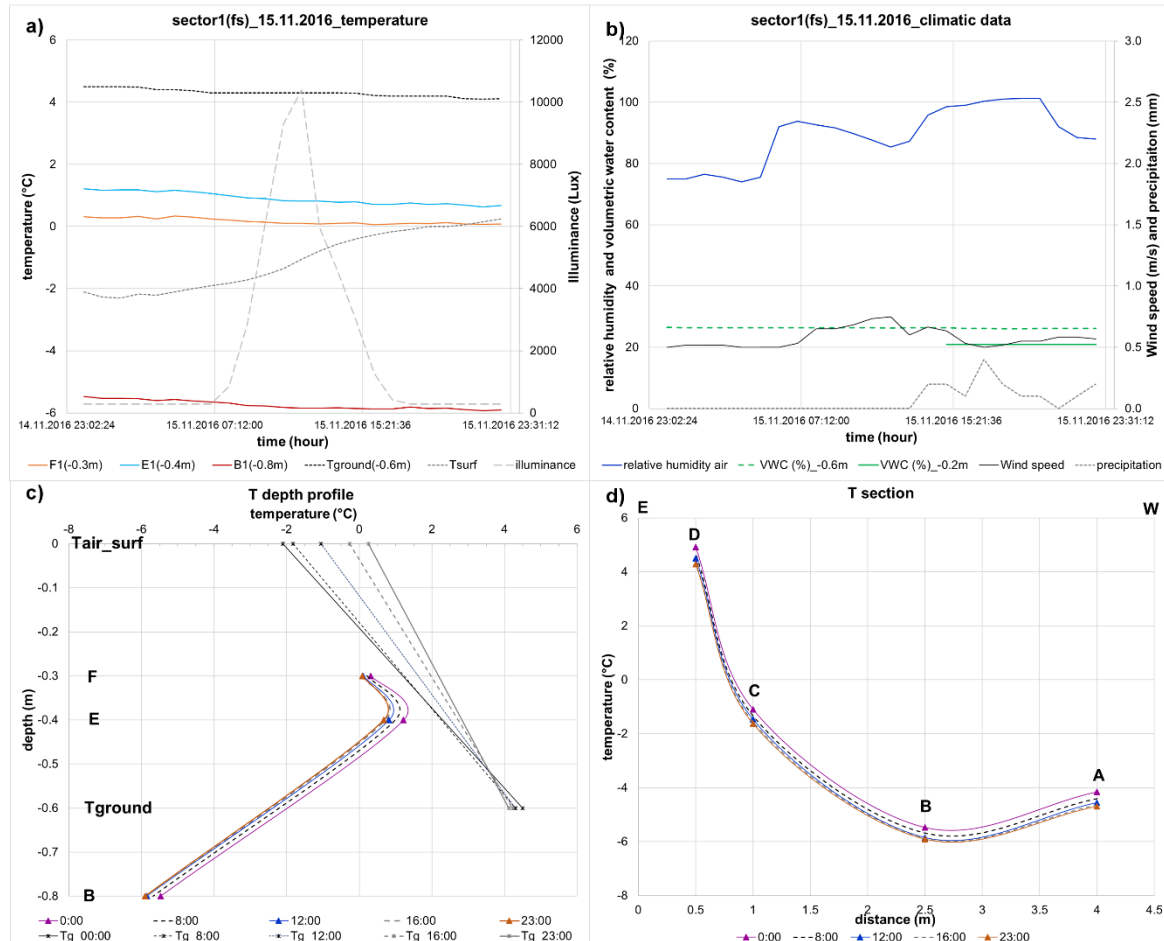 a)
sector1(fs)_15.11.2016_temperature
6
4
2
0
-2
-4
-6
temperature (°C)
12000
10000
8000
6000
4000
2000
0
Illuminance (Lux)
14.11.2016 23:02:24
15.11.2016 07:12:00
15.11.2016 15:21:36
15.11.2016 23:31:12
time (hour)
F1(-0.3m) E1(-0.4m) B1(-0.8m) Tground(-0.6m) Tsurf illuminance
b)
sector1(fs)_15.11.2016_climatic data
120
100
80
60
40
20
0
relative humidity and volumetric water content (%)
3.0
2.5
2.0
1.5
1.0
0.5
0.0
Wind speed (m/s) and precipitaiton (mm)
14.11.2016 23:02:24
15.11.2016 07:12:00
15.11.2016 15:21:36
15.11.2016 23:31:12
time (hour)
relative humidity air VWC (%)_-0.6m VWC (%)_-0.2m Wind speed precipitation
c)
T depth profile
temperature (°C)
-8 -6 -4 -2 0 2 4 6
Tair_surf
0
-0.1
-0.2
-0.3
-0.4
-0.5
-0.6
-0.7
-0.8
depth (m)
F
E
Tground
B
0:00 8:00 12:00 16:00 23:00
Tg 00:00 Tg 8:00 Tg 12:00 Tg 16:00 Tg 23:00
d)
T section
E
W
6
4
2
0
-2
-4
-6
-8
temperature (°C)
D
C
B
A
0 0.5 1 1.5 2 2.5 3 3.5 4 4.5
distance (m)
0:00 8:00 12:00 16:00 23:00